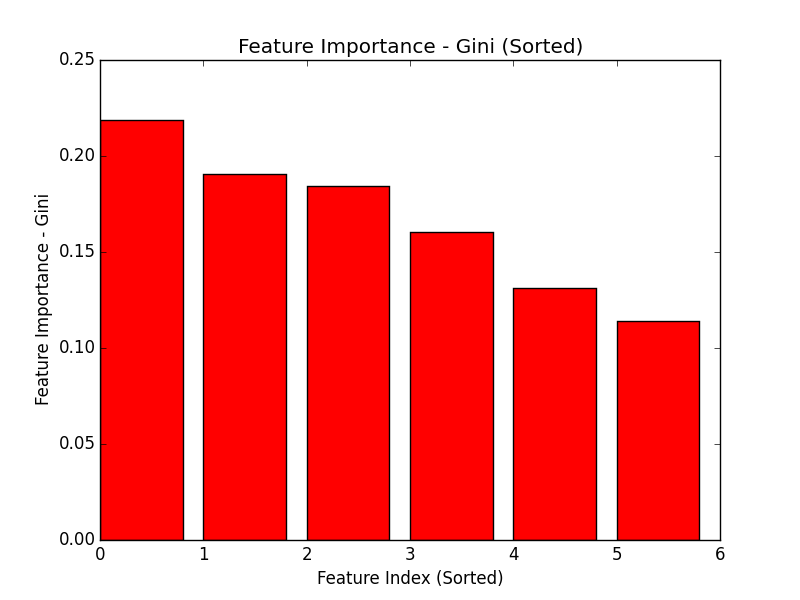 Feature Importance - Gini (Sorted)
0.25
0.20
0.15
0.10
0.05
0.00
Feature Importance - Gini
0 1 2 3 4 5 6
Feature Index (Sorted)